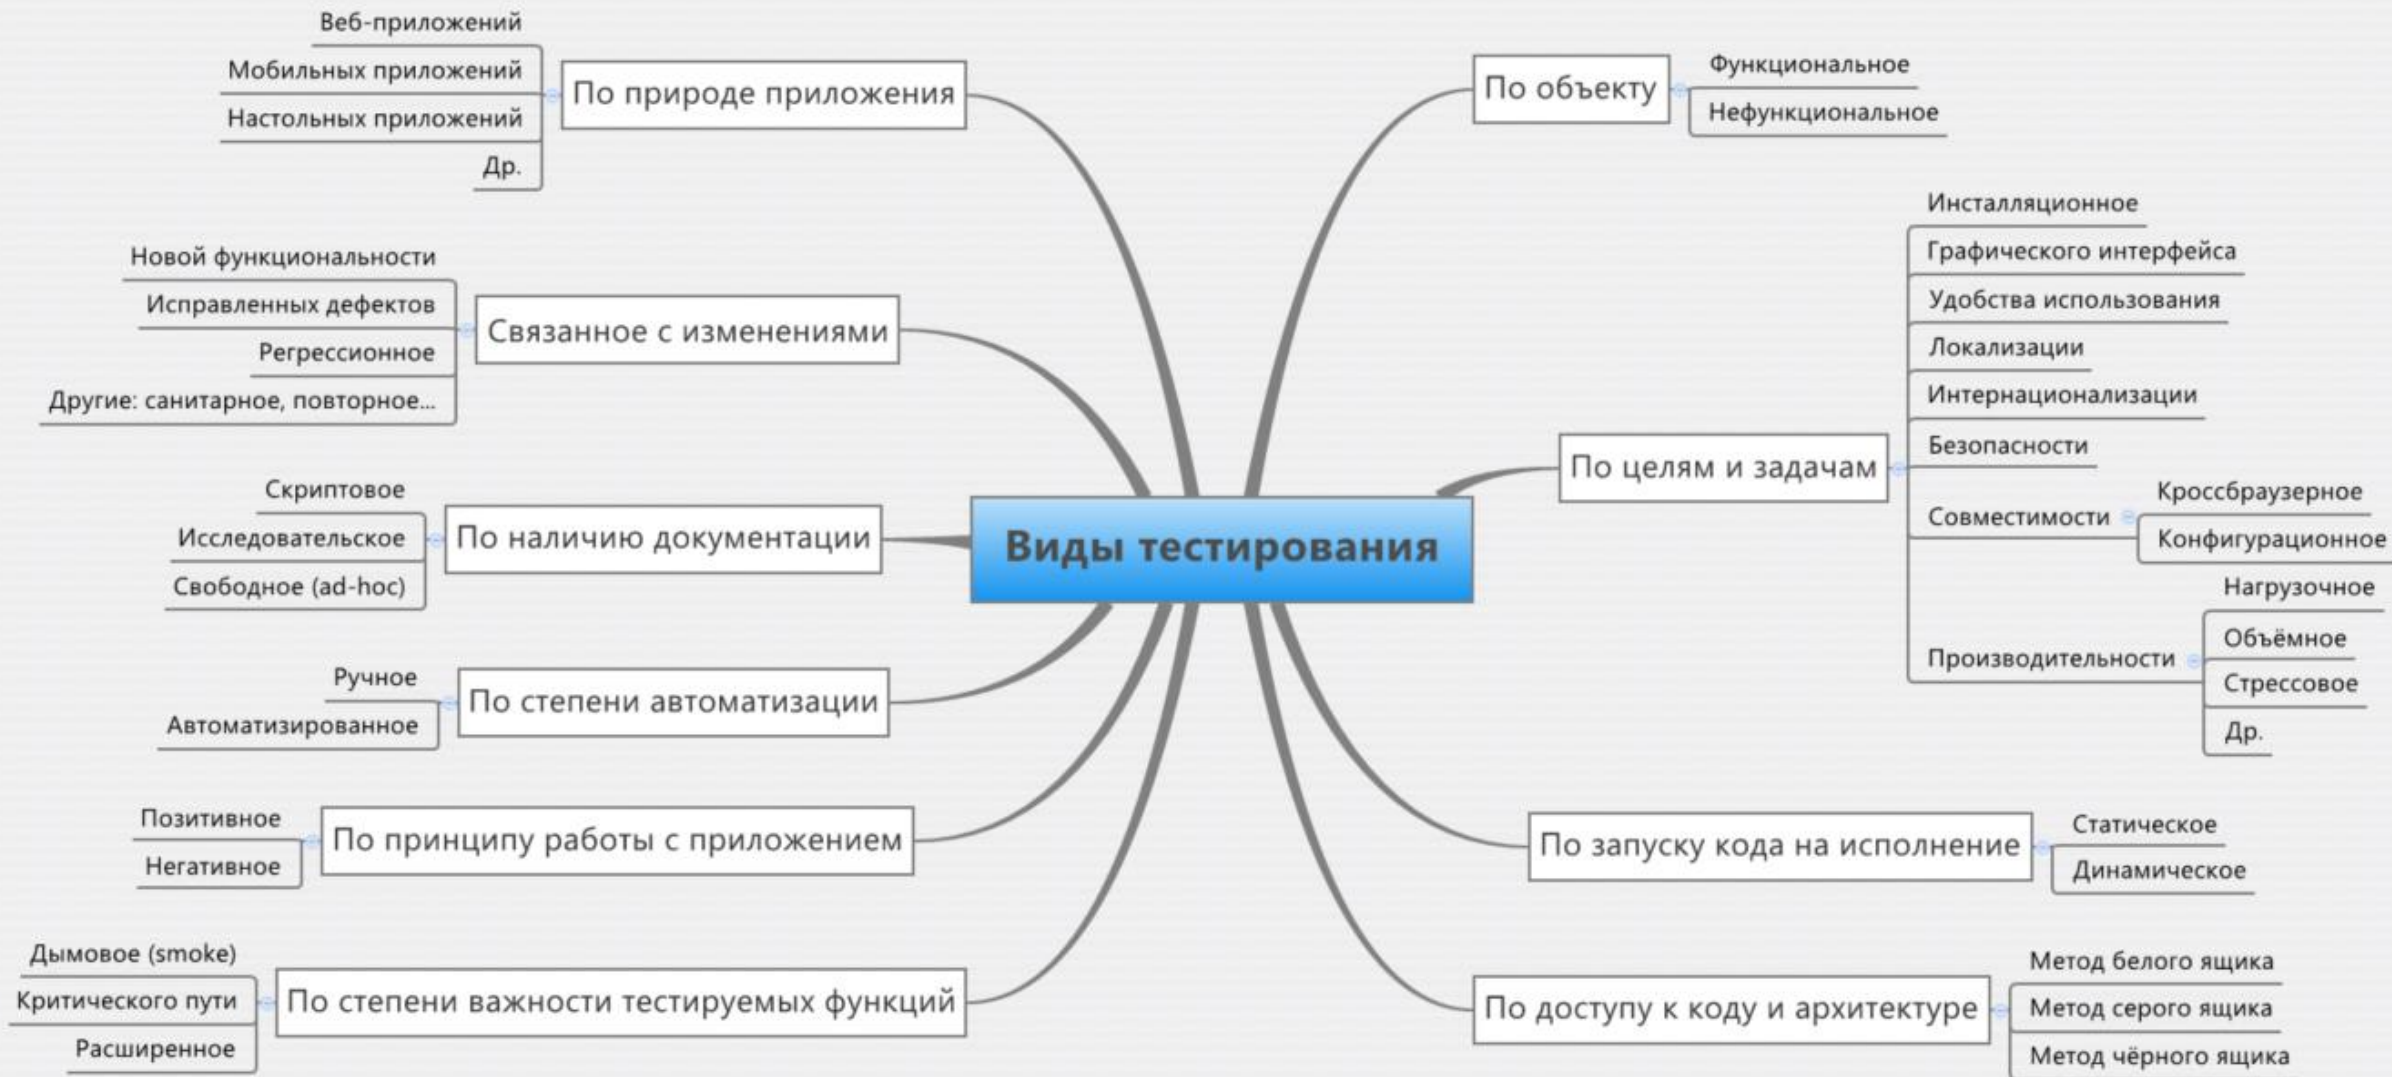 Виды тестирования
По природе приложения
Веб-приложений
Мобильных приложений
Настольных приложений
Др.
Связанное с изменениями
Новой функциональности
Исправленных дефектов
Регрессионное
Другие: санитарное, повторное...
По наличию документации
Скриптовое
Исследовательское
Свободное (ad-hoc)
По степени автоматизации
Ручное
Автоматизированное
По принципу работы с приложением
Позитивное
Негативное
По степени важности тестируемых функций
Дымовое (smoke)
Критического пути
Расширенное
По объекту
Функциональное
Нефункциональное
По целям и задачам
Инсталляционное
Графического интерфейса
Удобства использования
Локализации
Интернационализации
Безопасности
Совместимости
Кроссбраузерное
Конфигурационное
Производительности
Нагрузочное
Объёмное
Стрессовое
Др.
По запуску кода на исполнение
Статическое
Динамическое
По доступу к коду и архитектуре
Метод белого ящика
Метод серого ящика
Метод чёрного ящика